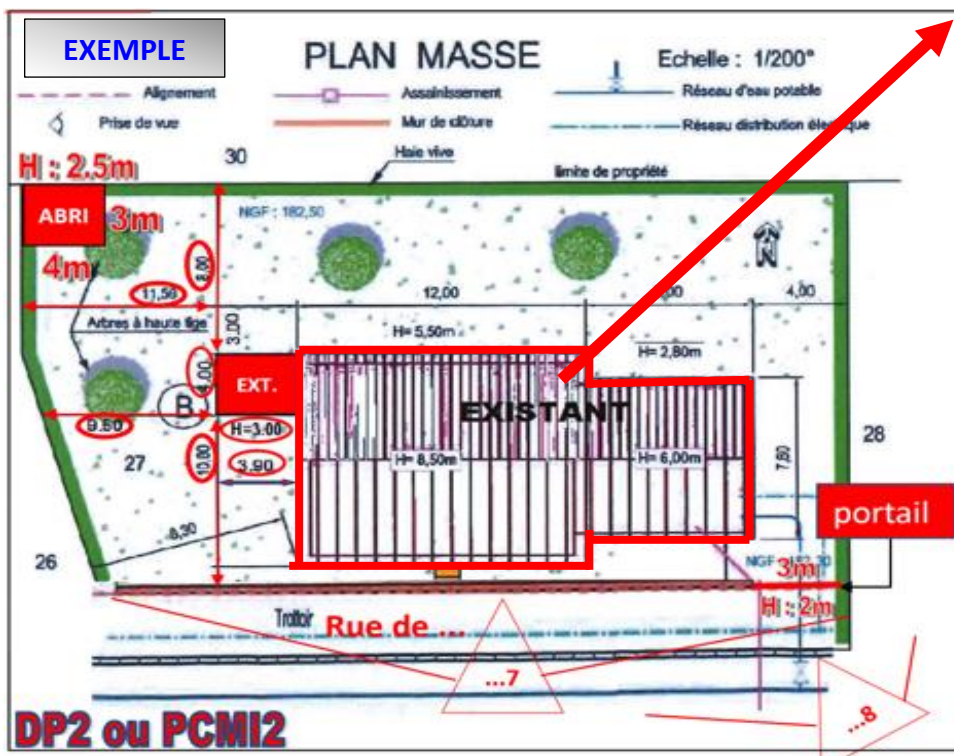 EXEMPLE
PLAN MASSE
Echelle : 1/200°
Alignement
Assainissement
Réseau d'eau potable
Prise de vue
Mur de clôture
Réseau distribution électrique
30
Haie vive
limite de propriété
H : 2.5m
ABRI
3m
NGF : 182,50
N
4m
8,00
11,50
12,00
4,00
Arbres à haute tige
3,00
H= 5,50m
H= 2,80m
4,00
EXT.
B
EXISTANT
9.80
H=3.00
28
27
10,80
3.90
H= 8,50m
H= 6,00m
7,60
8,30
portail
26
NGF
3m
H : 2m
Trottoir
Rue de ...
...7
...8
DP2 ou PCMI2